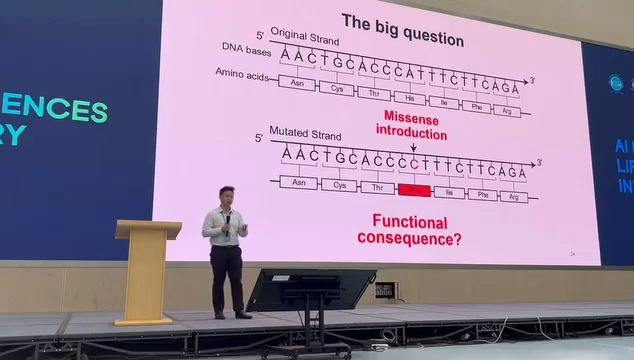 The big question
Original Strand
5'
DNA bases
AACTGCACCCATTTCTTCAGA
3'
Amino acids
Asn Cys Thr His Ile Phe Arg
Missense
introduction
Mutated Strand
5'
AACTGCACCCCTTTCTTCAGA
3'
Asn Cys Thr Ile Phe Arg
Functional
consequence?
24
ENCES
RY
AI
LIF
IN